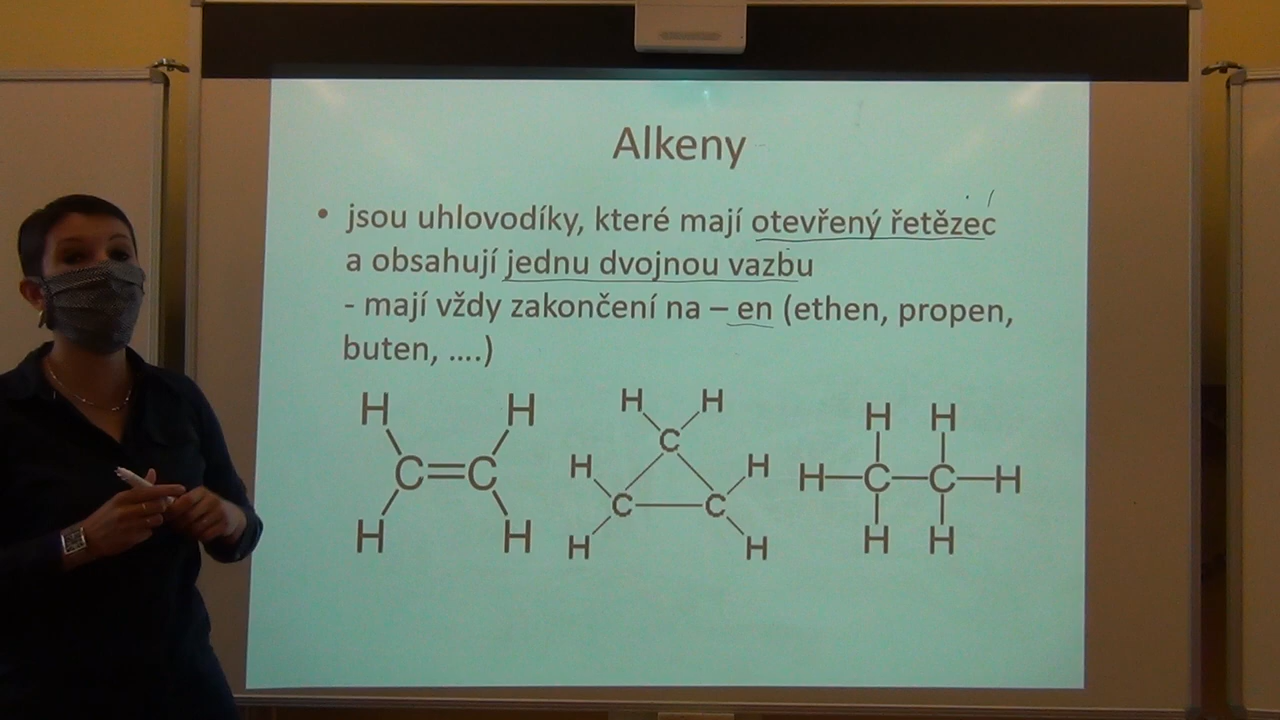 Alkeny
• jsou uhlovodíky, které mají otevřený řetězec
a obsahují jednu dvojnou vazbu
- mají vždy zakončení na – en (ethen, propen,
buten, ....)
H H H H H H
C
H H
C=C H–C–C–H
C C
H H H H H H